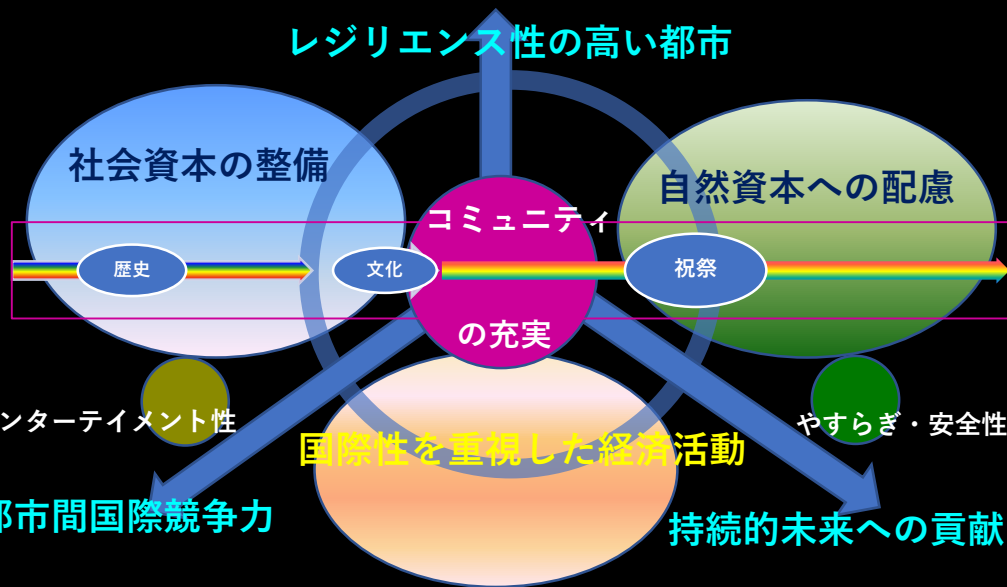 レジリエンス性の高い都市
社会資本の整備
自然資本への配慮
コミュニティ
歴史
文化
祝祭
の充実
ンターテイメント性
やすらぎ・安全性
国際性を重視した経済活動
都市間国際競争力
持続的未来への貢献